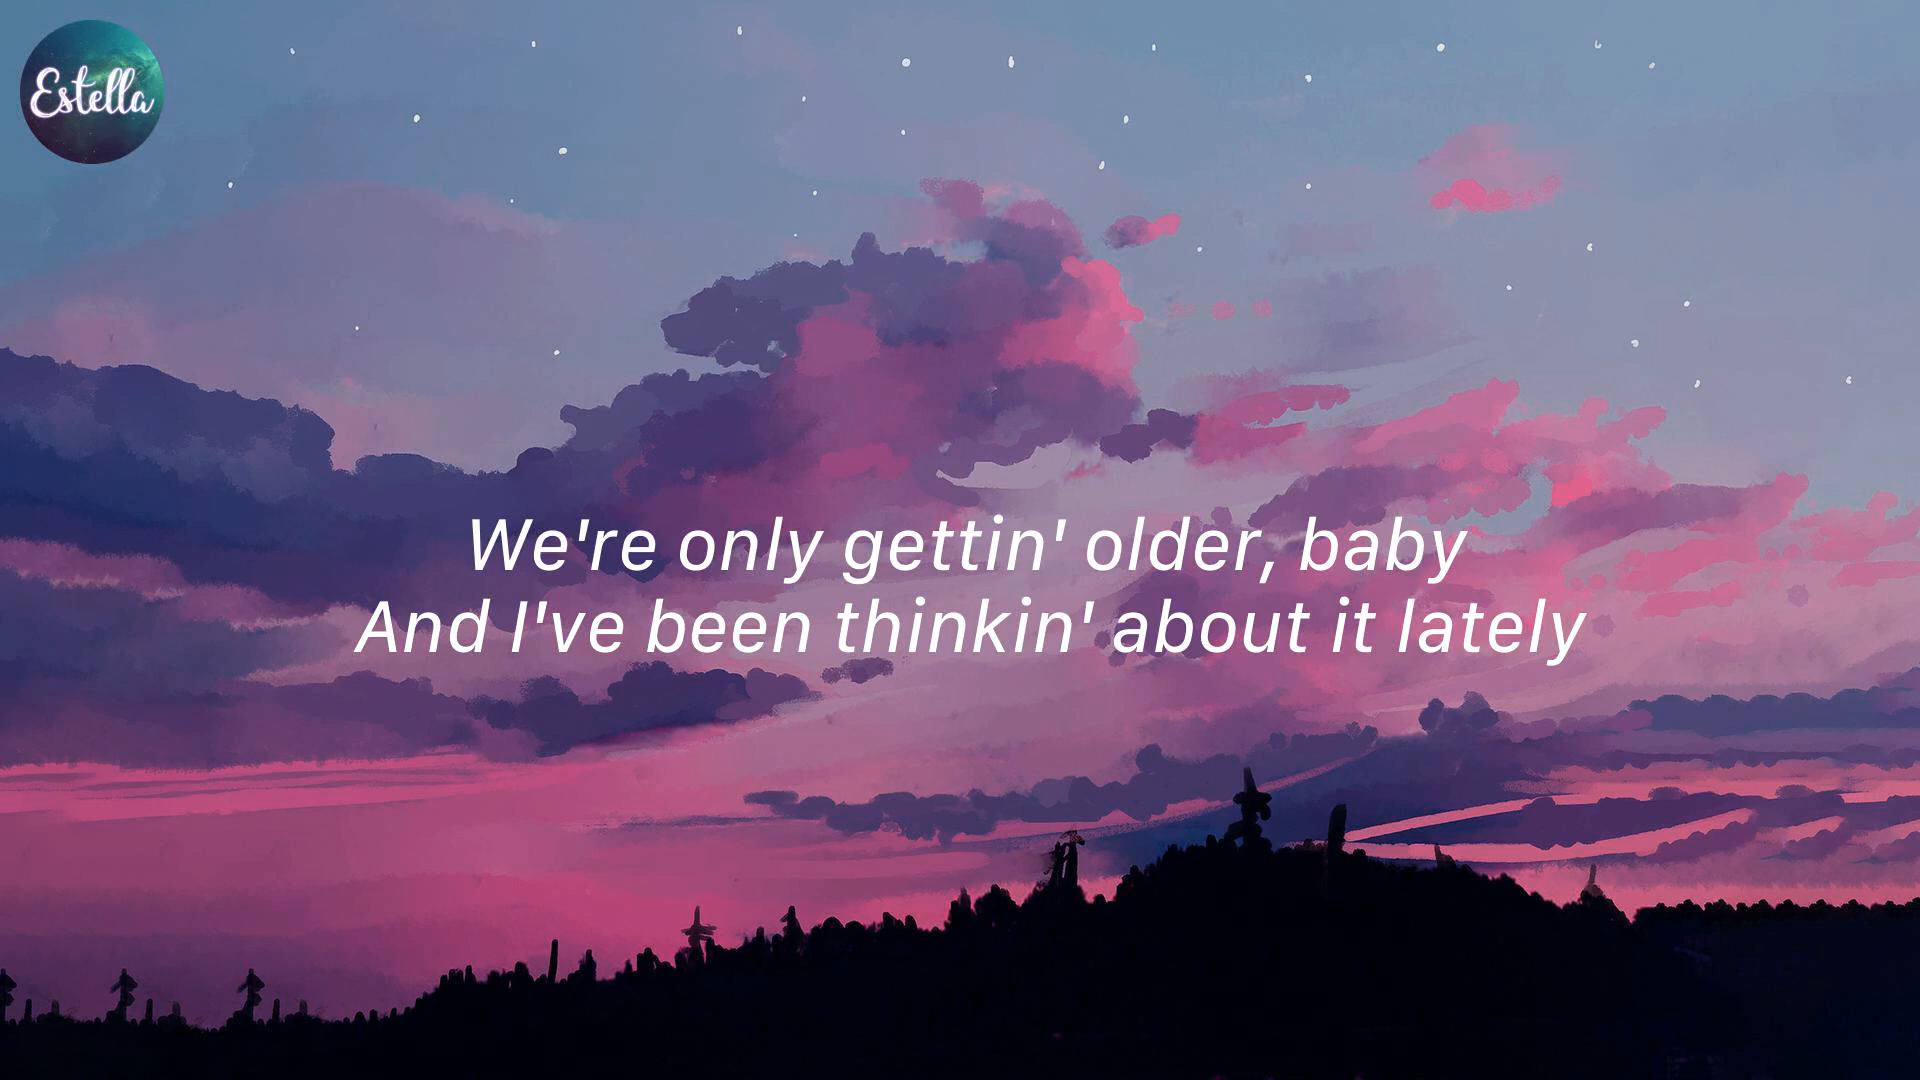 Estella
We're only gettin' older, baby
And I've been thinkin' about it lately